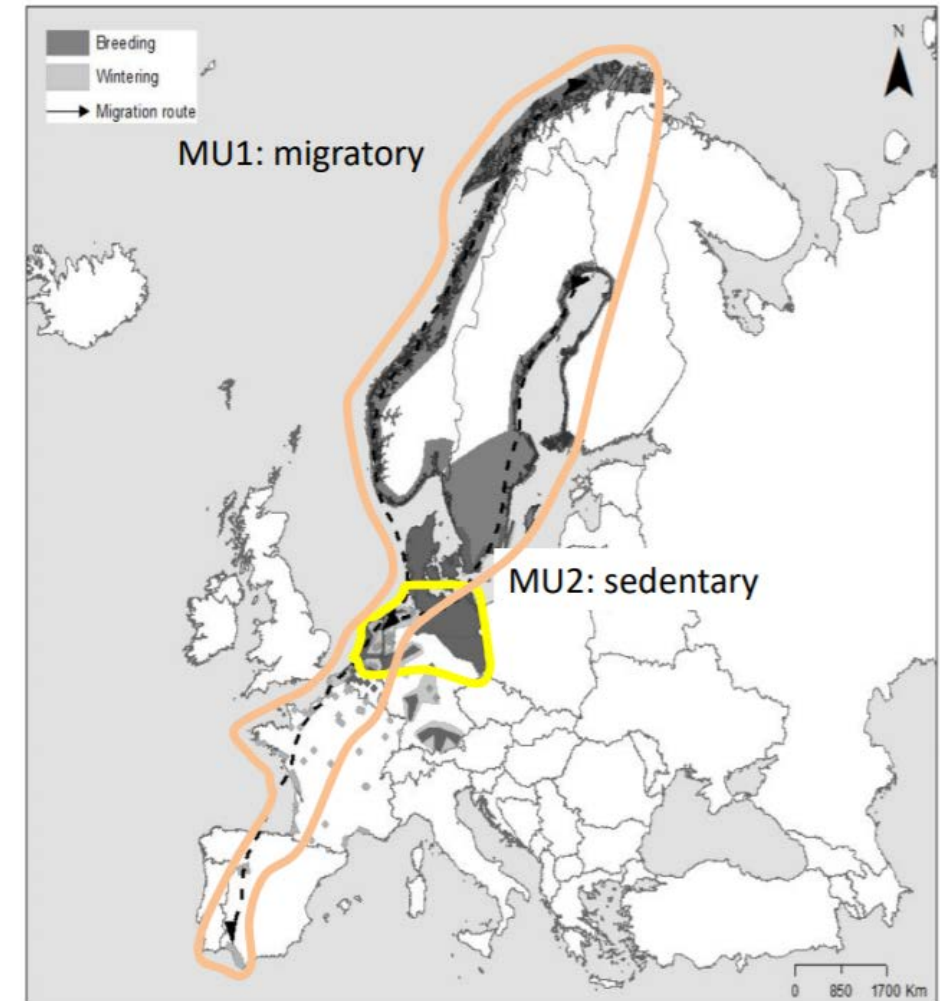 Breeding
Wintering
Migration route
N
MU1: migratory
MU2: sedentary
0 850 1700 Km